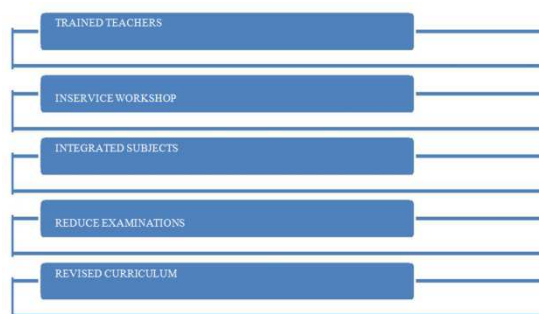 TRAINED TEACHERS
INSERVICE WORKSHOP
INTEGRATED SUBJECTS
REDUCE EXAMINATIONS
REVISED CURRICULUM